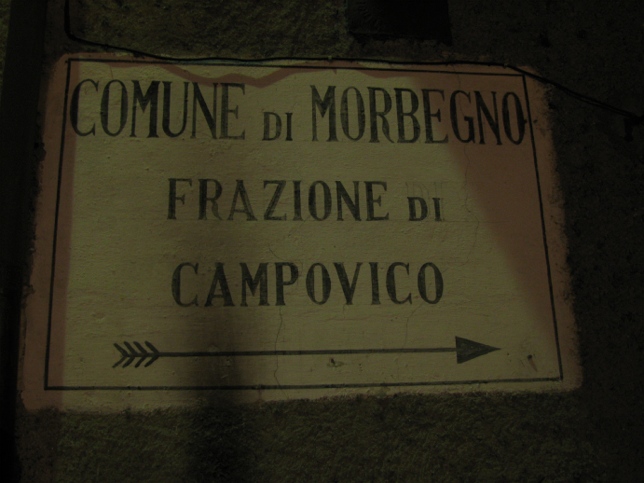 COMUNE DI MORBEGNO
FRAZIONE DI
CAMPOVICO